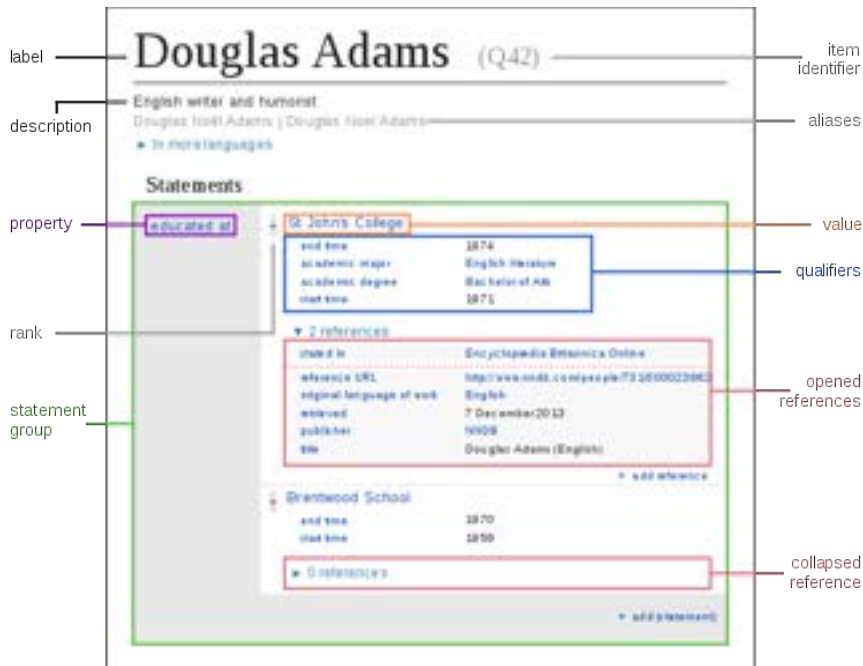 label
Douglas Adams (Q42)
item
identifier
description
English writer and humorist
Douglas Noël Adams | Douglas Noel Adams
aliases
In more languages
Statements
property
educated at
St John's College
value
end time 1974
academic major English literature
academic degree Bachelor of Arts
start time 1971
qualifiers
rank
2 references
stated in Encyclopædia Britannica Online
reference URL
original language of work English
retrieved 7 December 2013
publisher NNDB
title Douglas Adams (English)
opened
references
statement
group
+ add reference
Brentwood School
end time 1970
start time 1959
0 references
collapsed
reference
+ add (statement)